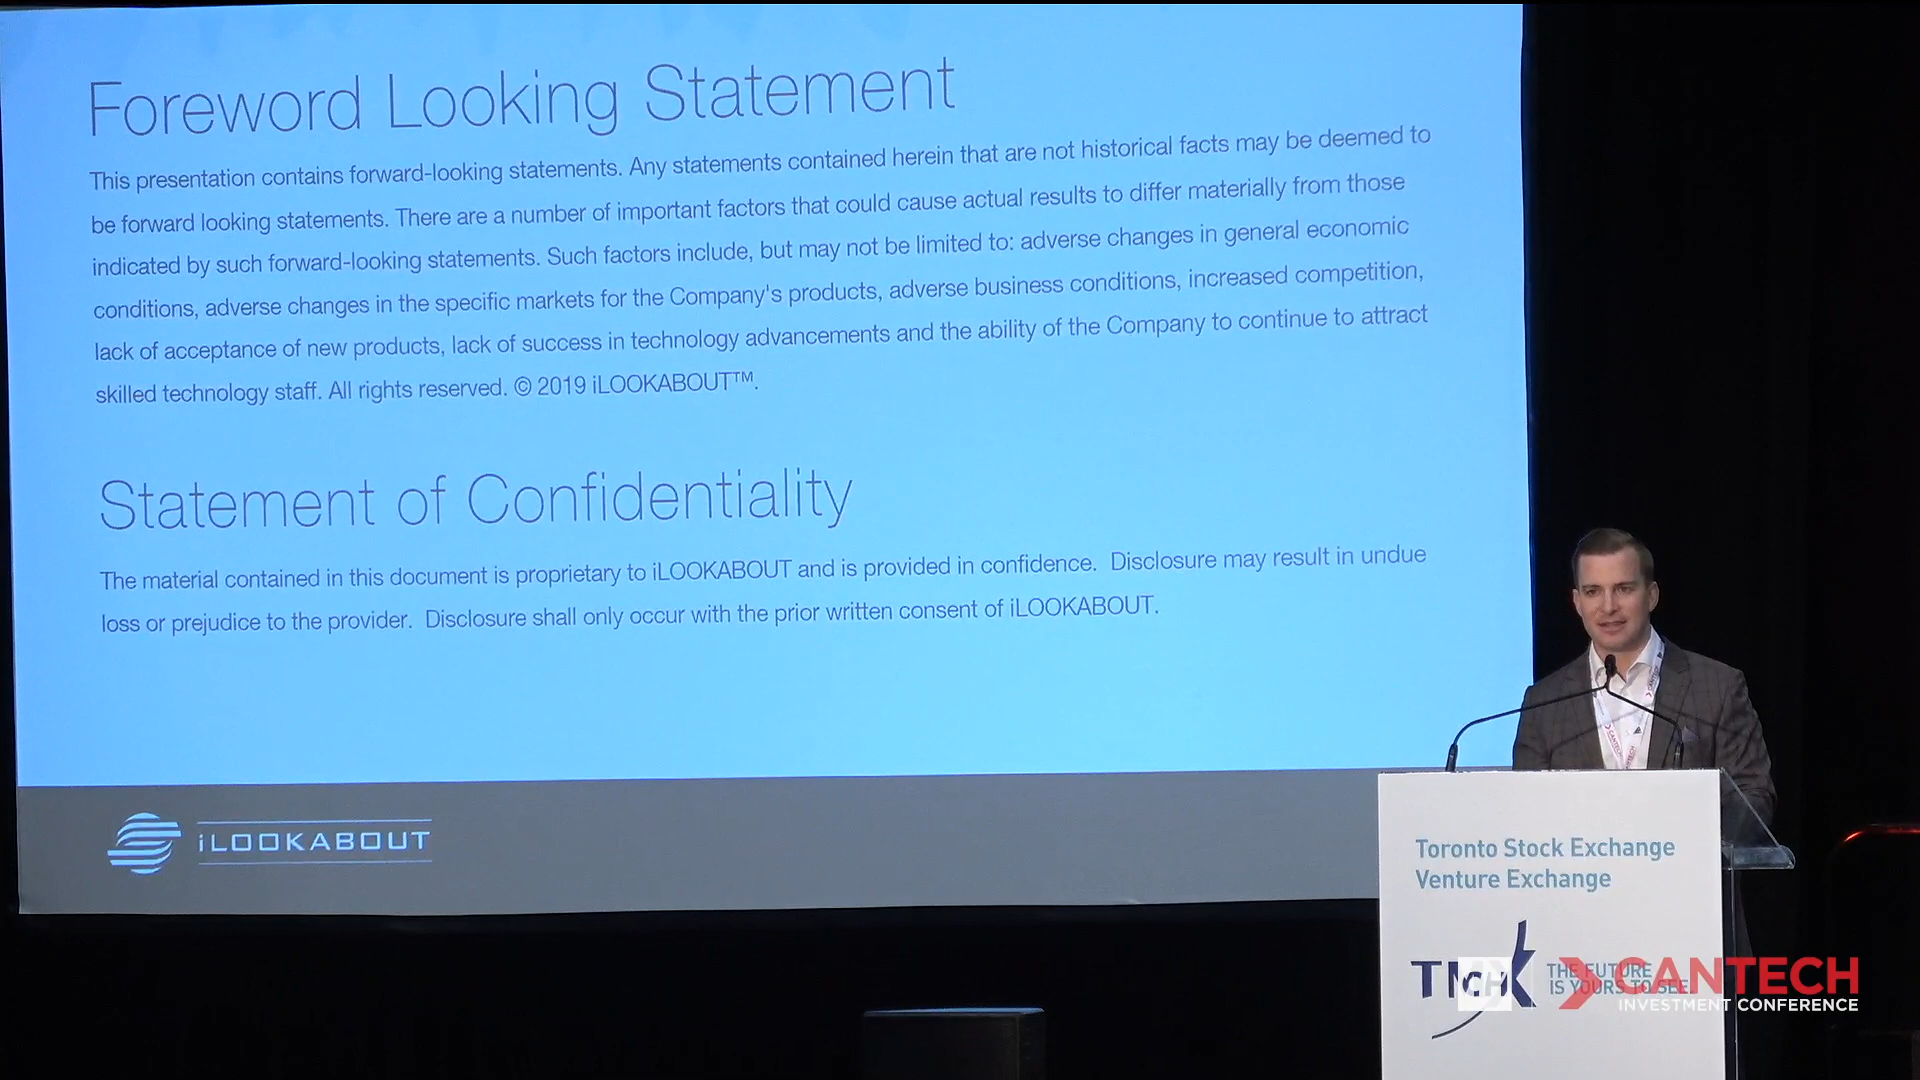 Foreword Looking Statement
This presentation contains forward-looking statements. Any statements contained herein that are not historical facts may be deemed to
be forward looking statements. There are a number of important factors that could cause actual results to differ materially from those
indicated by such forward-looking statements. Such factors include, but may not be limited to: adverse changes in general economic
conditions, adverse changes in the specific markets for the Company's products, adverse business conditions, increased competition,
lack of acceptance of new products, lack of success in technology advancements and the ability of the Company to continue to attract
skilled technology staff. All rights reserved. © 2019 iLOOKABOUT™.
Statement of Confidentiality
The material contained in this document is proprietary to iLOOKABOUT and is provided in confidence. Disclosure may result in undue
loss or prejudice to the provider. Disclosure shall only occur with the prior written consent of iLOOKABOUT.
iLOOKABOUT
CANTECH
CANTECH
CANTECH
Toronto Stock Exchange
Venture Exchange
THE FUTURE
IS YOURS TO SEE
CANTECH
INVESTMENT CONFERENCE